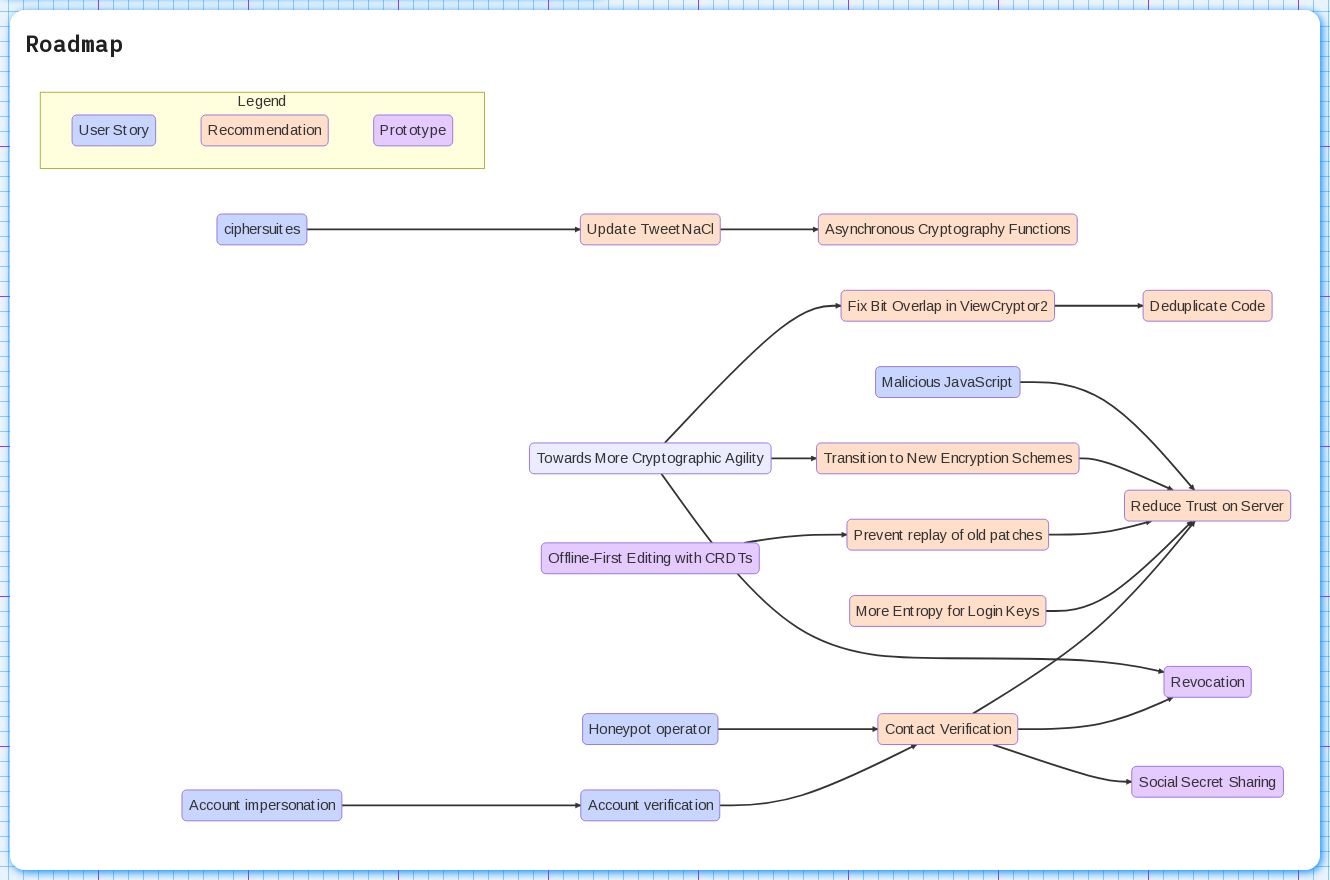 Roadmap
Legend
User Story
Recommendation
Prototype
ciphersuites
Update TweetNaCl
Asynchronous Cryptography Functions
Fix Bit Overlap in ViewCryptor2
Deduplicate Code
Malicious JavaScript
Towards More Cryptographic Agility
Transition to New Encryption Schemes
Reduce Trust on Server
Prevent replay of old patches
Offline-First Editing with CRDTs
More Entropy for Login Keys
Revocation
Honeypot operator
Contact Verification
Social Secret Sharing
Account impersonation
Account verification